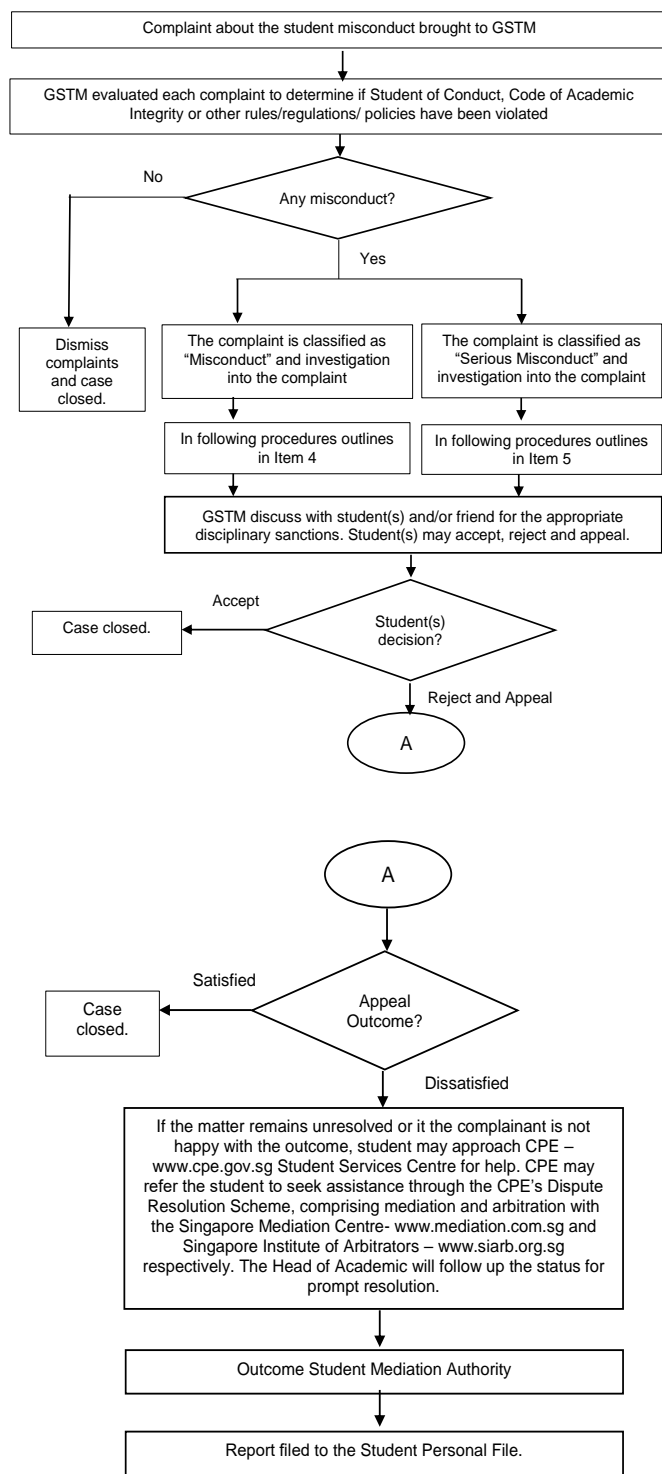 Complaint about the student misconduct brought to GSTM
GSTM evaluated each complaint to determine if Student of Conduct, Code of Academic
Integrity or other rules/regulations/ policies have been violated
No
Any misconduct?
Yes
Dismiss
complaints
and case
closed.
The complaint is classified as
“Misconduct” and investigation
into the complaint
The complaint is classified as
“Serious Misconduct” and
investigation into the complaint
In following procedures outlines
in Item 4
In following procedures outlines
in Item 5
GSTM discuss with student(s) and/or friend for the appropriate
disciplinary sanctions. Student(s) may accept, reject and appeal.
Accept
Case closed.
Student(s)
decision?
Reject and Appeal
A
A
Satisfied
Case
closed.
Appeal
Outcome?
Dissatisfied
If the matter remains unresolved or it the complainant is not
happy with the outcome, student may approach CPE –
www.cpe.gov.sg Student Services Centre for help. CPE may
refer the student to seek assistance through the CPE’s Dispute
Resolution Scheme, comprising mediation and arbitration with
the Singapore Mediation Centre- www.mediation.com.sg and
Singapore Institute of Arbitrators – www.siarb.org.sg
respectively. The Head of Academic will follow up the status for
prompt resolution.
Outcome Student Mediation Authority
Report filed to the Student Personal File.